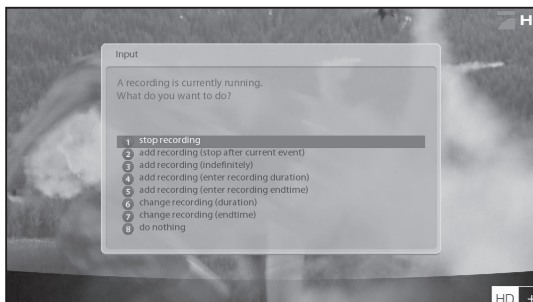 H
Input
A recording is currently running.
What do you want to do?
1 stop recording
2 add recording (stop after current event)
3 add recording (indefinitely)
4 add recording (enter recording duration)
5 add recording (enter recording endtime)
6 change recording (duration)
7 change recording (endtime)
8 do nothing
HD +